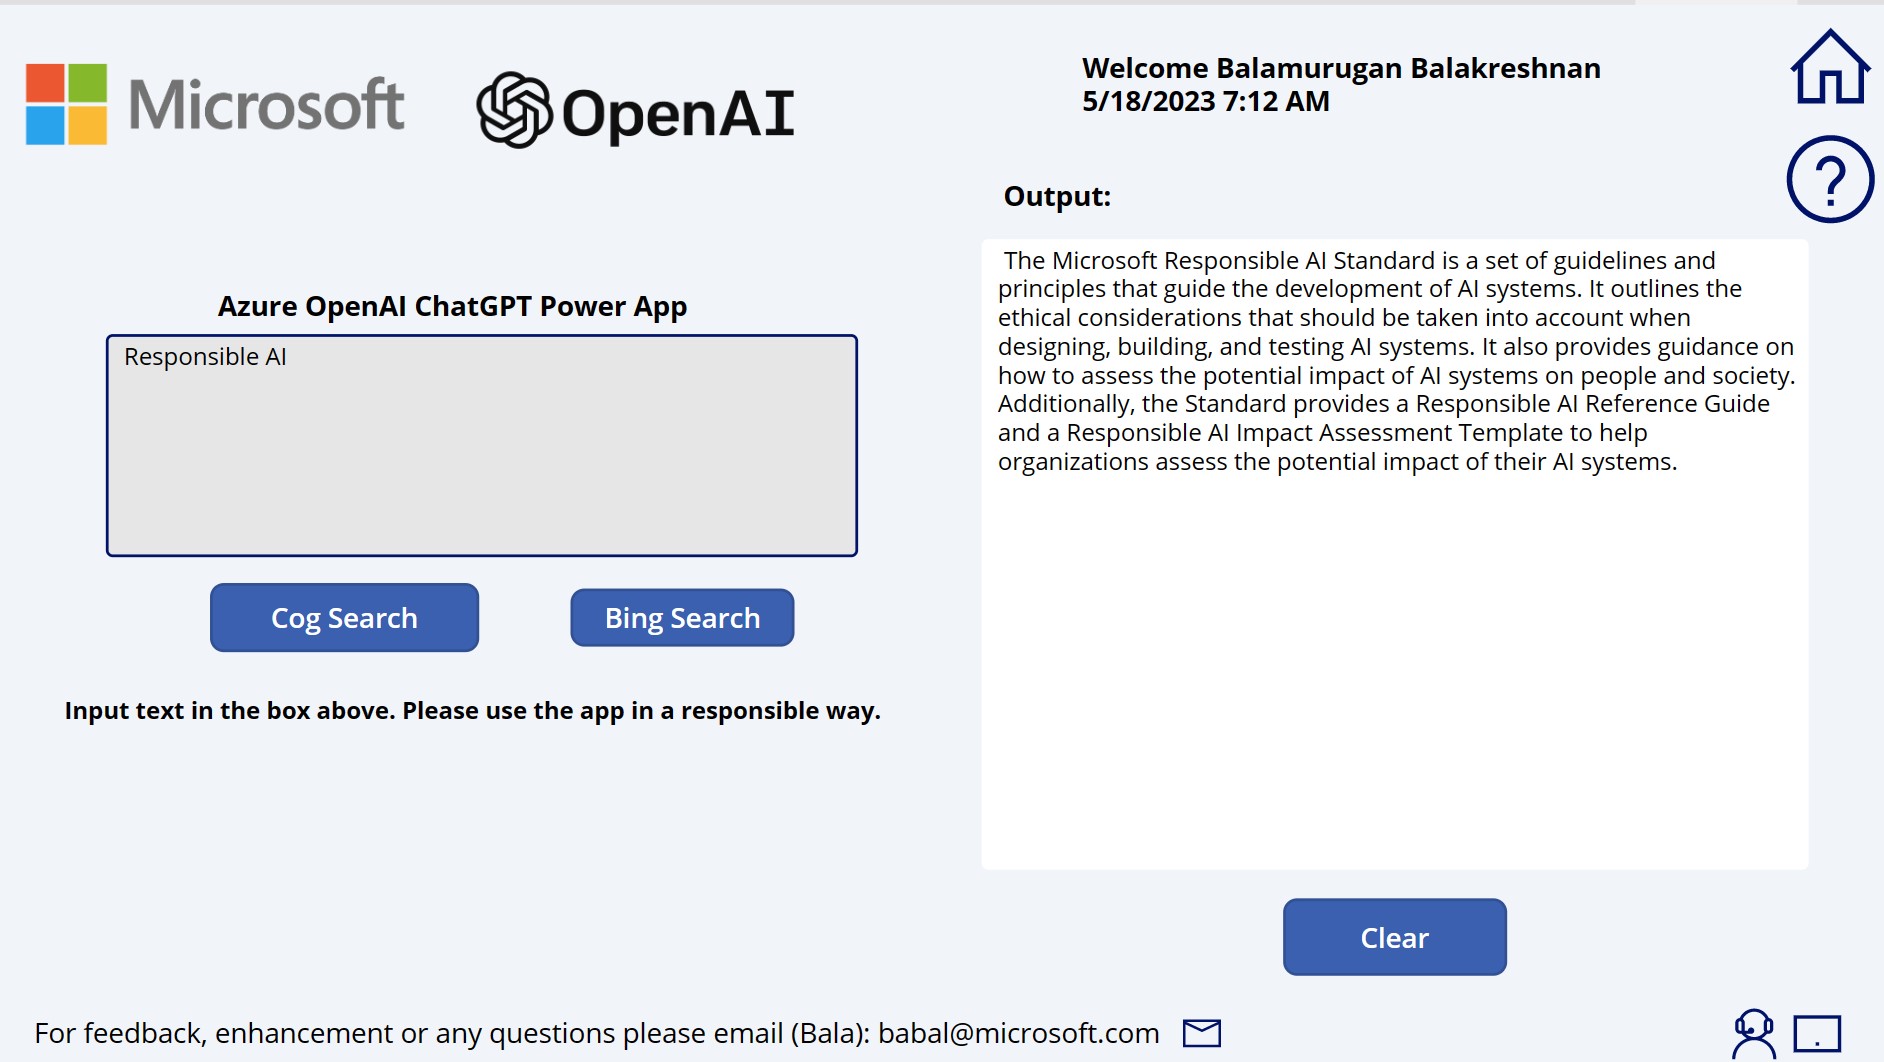 Microsoft
OpenAI
Welcome Balamurugan Balakreshnan
5/18/2023 7:12 AM
?
Output:
The Microsoft Responsible AI Standard is a set of guidelines and
principles that guide the development of AI systems. It outlines the
ethical considerations that should be taken into account when
designing, building, and testing AI systems. It also provides guidance on
how to assess the potential impact of AI systems on people and society.
Additionally, the Standard provides a Responsible AI Reference Guide
and a Responsible AI Impact Assessment Template to help
organizations assess the potential impact of their AI systems.
Azure OpenAI ChatGPT Power App
Responsible AI
Cog Search
Bing Search
Input text in the box above. Please use the app in a responsible way.
Clear
For feedback, enhancement or any questions please email (Bala): babal@microsoft.com